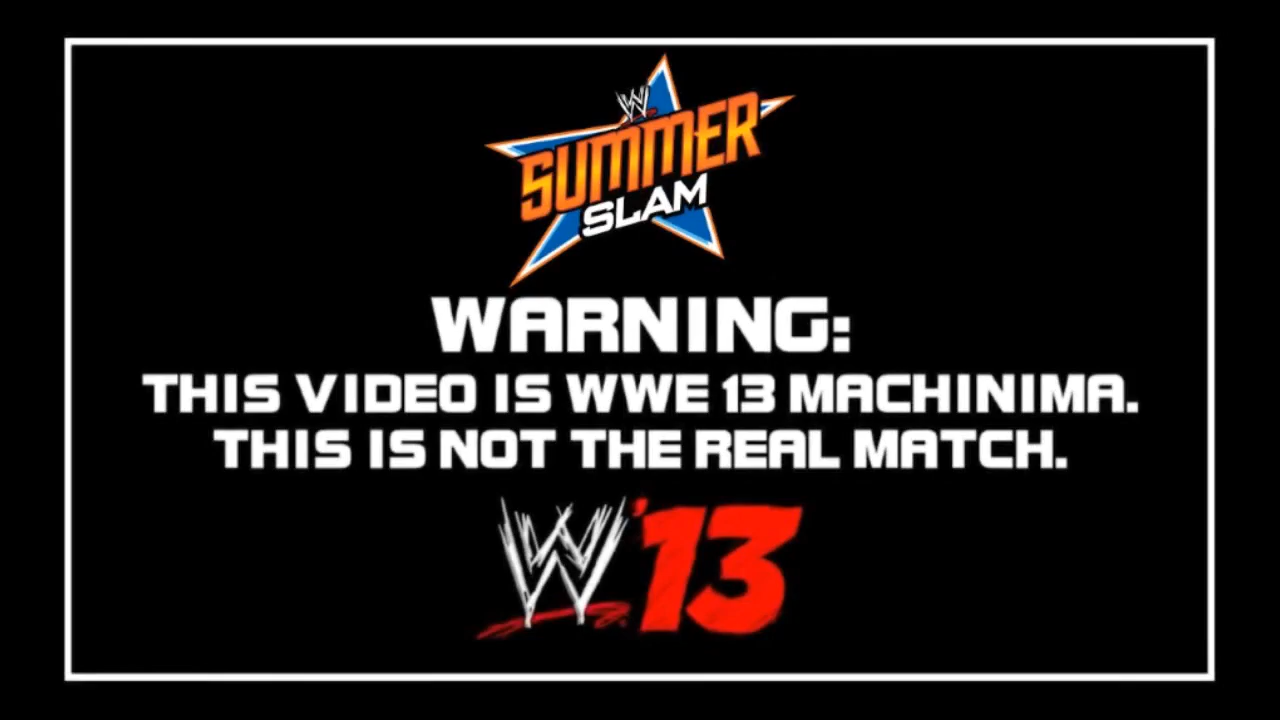 W
SUMMER
SLAM
WARNING:
THIS VIDEO IS WWE 13 MACHINIMA.
THIS IS NOT THE REAL MATCH.
W '13